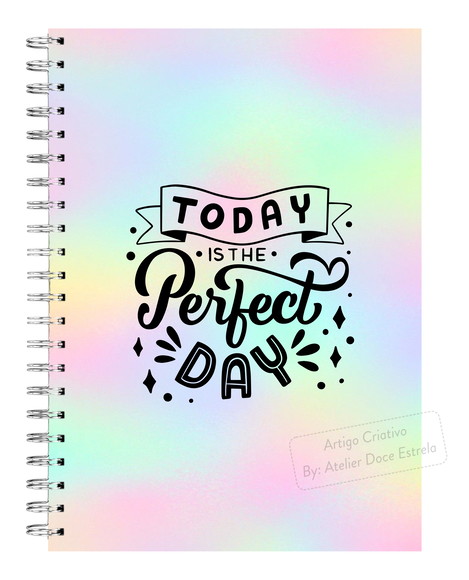 TODAY
•IS THE•
Perfect
DAY
Artigo Criativo
By: Atelier Doce Estrela